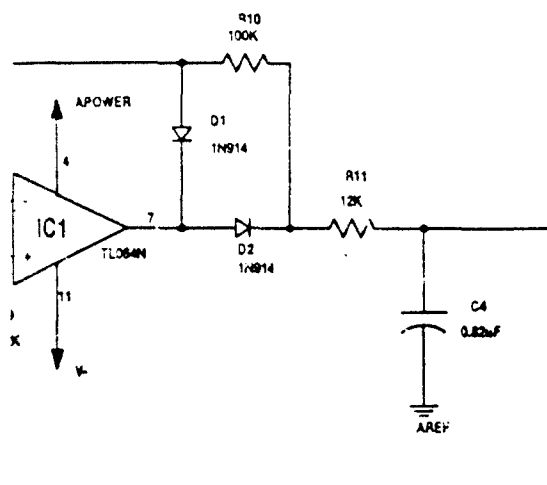 R10
100K
APOWER
D1
1N914
4
R11
12K
IC1
7
-
+
TL064N
D2
1N914
11
C4
0.82uF
V-
AREF